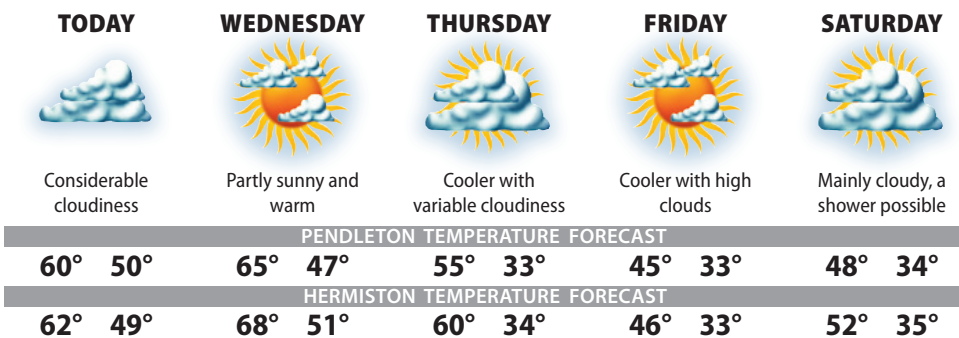 TODAY WEDNESDAY THURSDAY FRIDAY SATURDAY
Considerable cloudiness
Partly sunny and warm
Cooler with variable cloudiness
Cooler with high clouds
Mainly cloudy, a shower possible
PENDLETON TEMPERATURE FORECAST
60° 50° 65° 47° 55° 33° 45° 33° 48° 34°
HERMISTON TEMPERATURE FORECAST
62° 49° 68° 51° 60° 34° 46° 33° 52° 35°